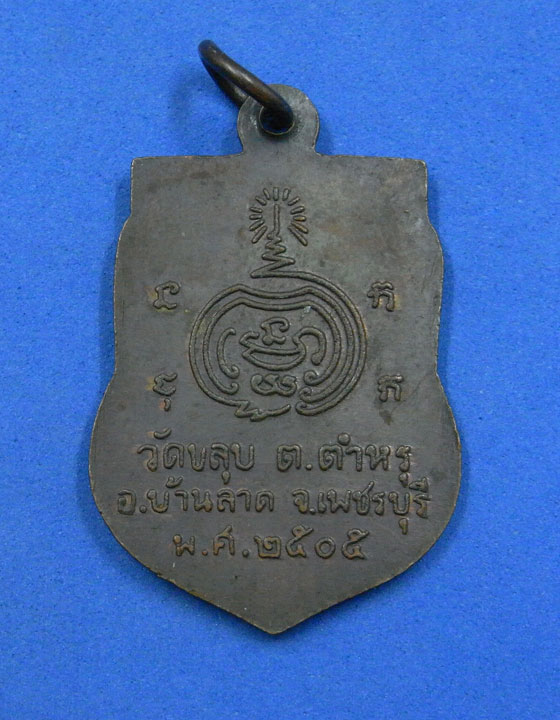 วัดขลุบ ต.ตำหรุ
อ.บ้านลาด จ.เพชรบุรี
พ.ศ.๒๕๐๕